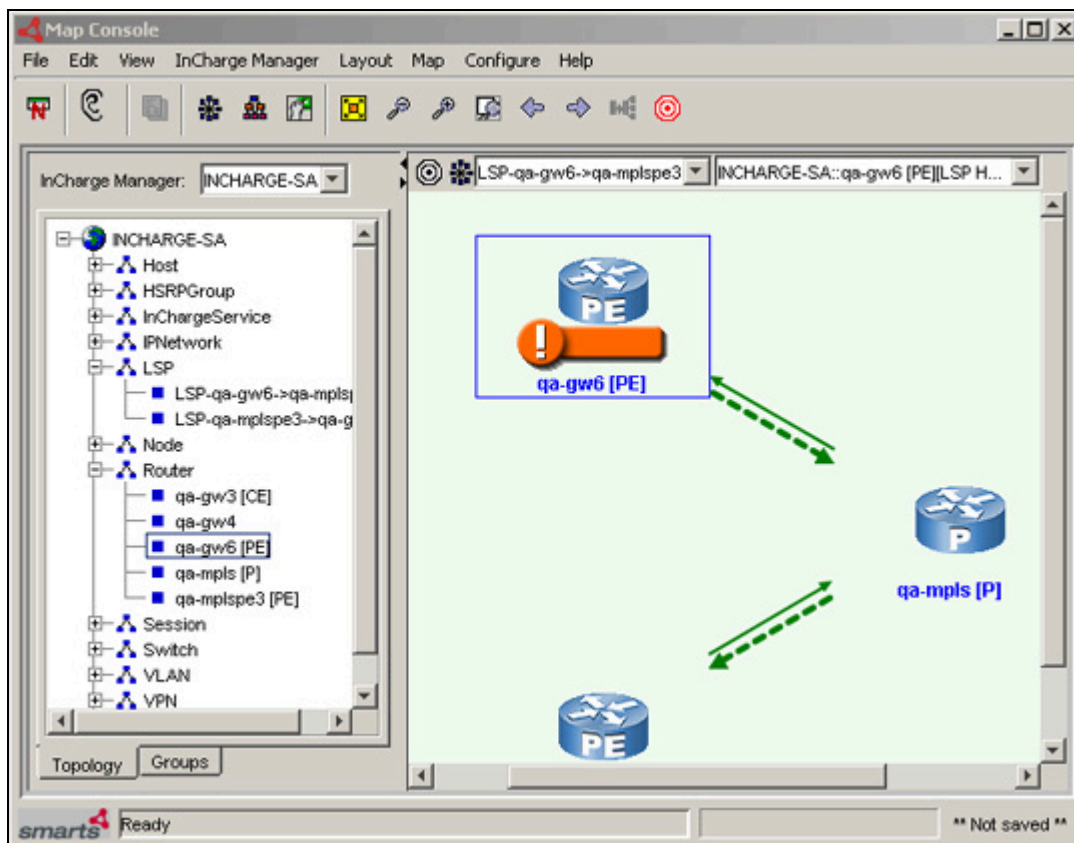 Map Console
File Edit View InCharge Manager Layout Map Configure Help
InCharge Manager: INCHARGE-SA
LSP-qa-gw6->qa-mplspe3 INCHARGE-SA::qa-gw6 [PE][LSP H...
INCHARGE-SA
Host
HSRPGroup
InChargeService
IPNetwork
LSP
LSP-qa-gw6->qa-mpls
LSP-qa-mplspe3->qa-g
Node
Router
qa-gw3 [CE]
qa-gw4
qa-gw6 [PE]
qa-mpls [P]
qa-mplspe3 [PE]
Session
Switch
VLAN
VPN
Topology Groups
PE
!
qa-gw6 [PE]
P
qa-mpls [P]
PE
smarts Ready ** Not saved **